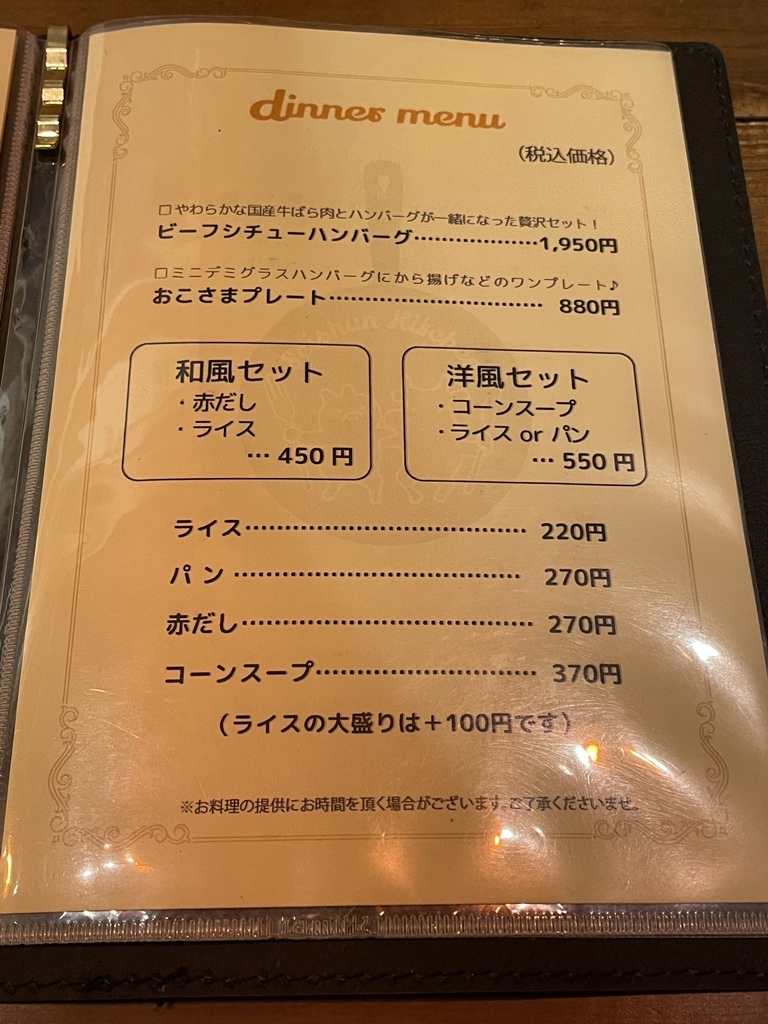 dinner menu
（税込価格）
□やわらかな国産牛ばら肉とハンバーグが一緒になった贅沢セット！
ビーフシチューハンバーグ………………1,950円
□ミニデミグラスハンバーグにから揚げなどのワンプレート♪
おこさまプレート………………………… 880円
和風セット
・赤だし
・ライス
… 450円
洋風セット
・コーンスープ
・ライス or パン
… 550円
ライス………………………………… 220円
パン ………………………………… 270円
赤だし………………………………… 270円
コーンスープ………………………… 370円
（ライスの大盛りは＋100円です）
※お料理の提供にお時間を頂く場合がございます。ご了承くださいませ。